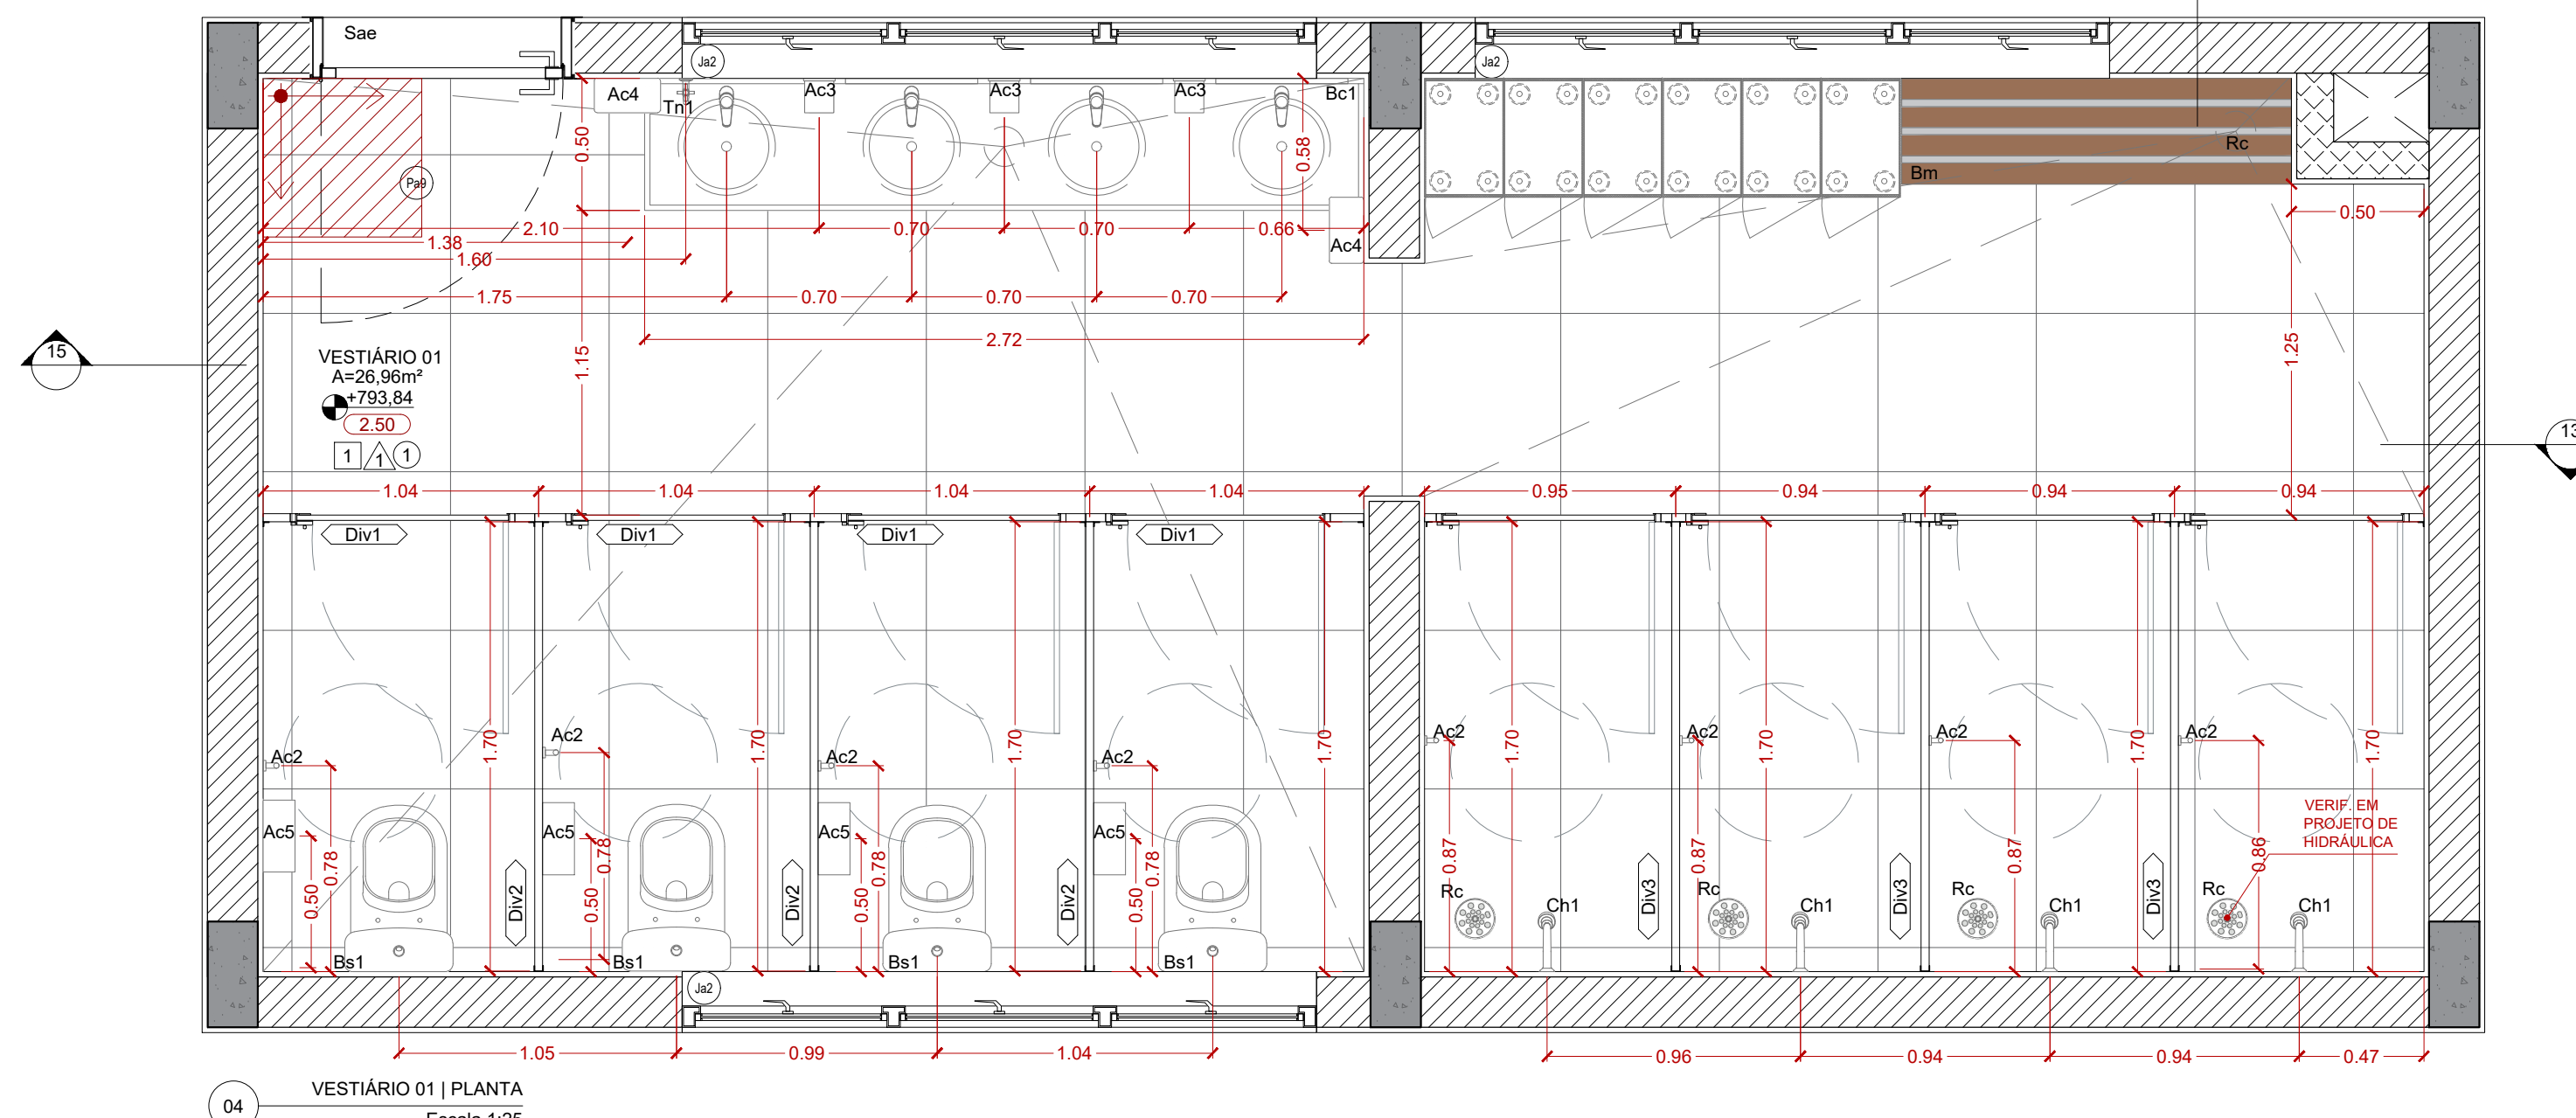 Sae
Ja2
Ja2
Ac4
Tn1
Ac3
Ac3
Ac3
Bc1
Rc
Bm
Pa9
0.50
0.58
2.10
0.70
0.70
0.66
0.50
1.38
Ac4
1.60
1.75
0.70
0.70
0.70
2.72
1.15
1.25
15
13
VESTIÁRIO 01
A=26,96m²
+793,84
2.50
1
1
1
1.04
1.04
1.04
1.04
0.95
0.94
0.94
0.94
Div1
Div1
Div1
Div1
1.70
1.70
1.70
1.70
1.70
1.70
1.70
1.70
Ac2
Ac2
Ac2
Ac2
Ac2
Ac2
Ac2
Ac2
Ac5
Ac5
Ac5
Ac5
0.50
0.78
0.50
0.78
0.50
0.78
0.50
0.78
0.87
0.87
0.87
0.86
VERIF. EM
PROJETO DE
HIDRÁULICA
Div2
Div2
Div2
Div3
Div3
Div3
Rc
Ch1
Rc
Ch1
Rc
Ch1
Rc
Ch1
Bs1
Bs1
Bs1
Bs1
Ja2
1.05
0.99
1.04
0.96
0.94
0.94
0.47
04
VESTIÁRIO 01 | PLANTA
Escala 1:25